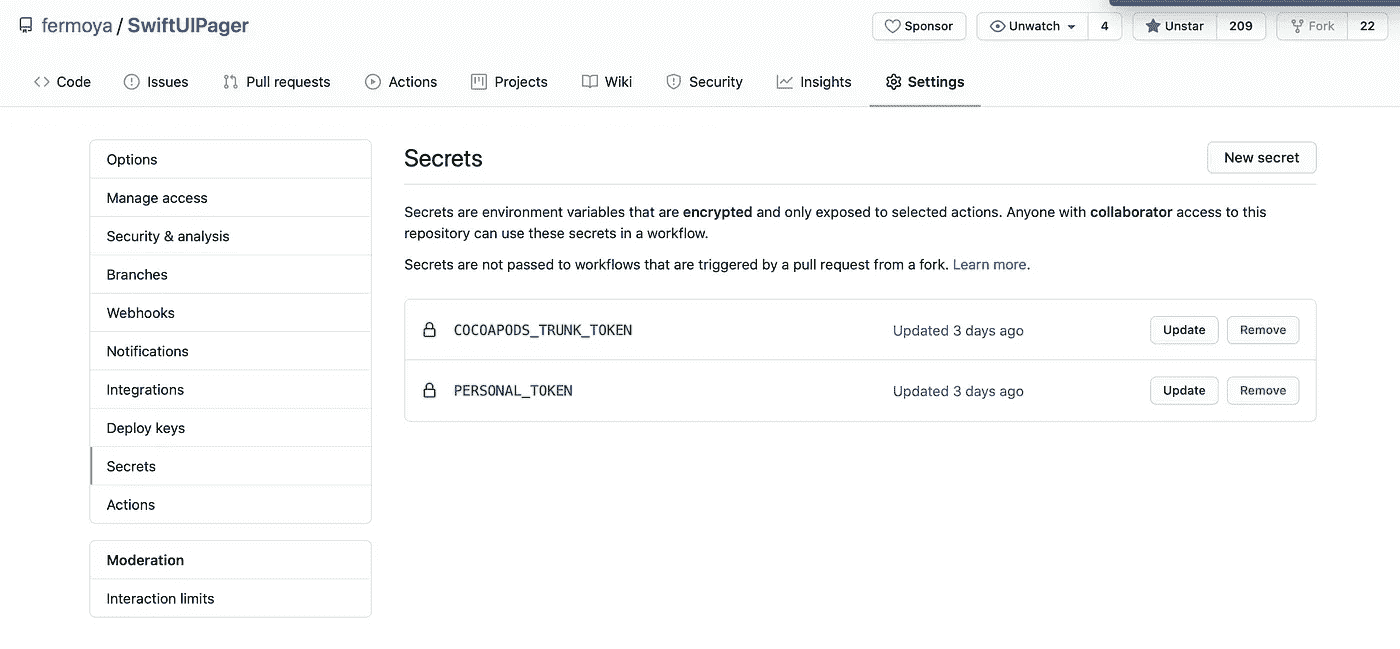 fermoya / SwiftUIPager
Sponsor Unwatch 4 Unstar 209 Fork 22
Code Issues Pull requests Actions Projects Wiki Security Insights Settings
Options
Manage access
Security & analysis
Branches
Webhooks
Notifications
Integrations
Deploy keys
Secrets
Actions
Moderation
Interaction limits
Secrets New secret
Secrets are environment variables that are encrypted and only exposed to selected actions. Anyone with collaborator access to this
repository can use these secrets in a workflow.
Secrets are not passed to workflows that are triggered by a pull request from a fork. Learn more.
COCOAPODS_TRUNK_TOKEN Updated 3 days ago Update Remove
PERSONAL_TOKEN Updated 3 days ago Update Remove